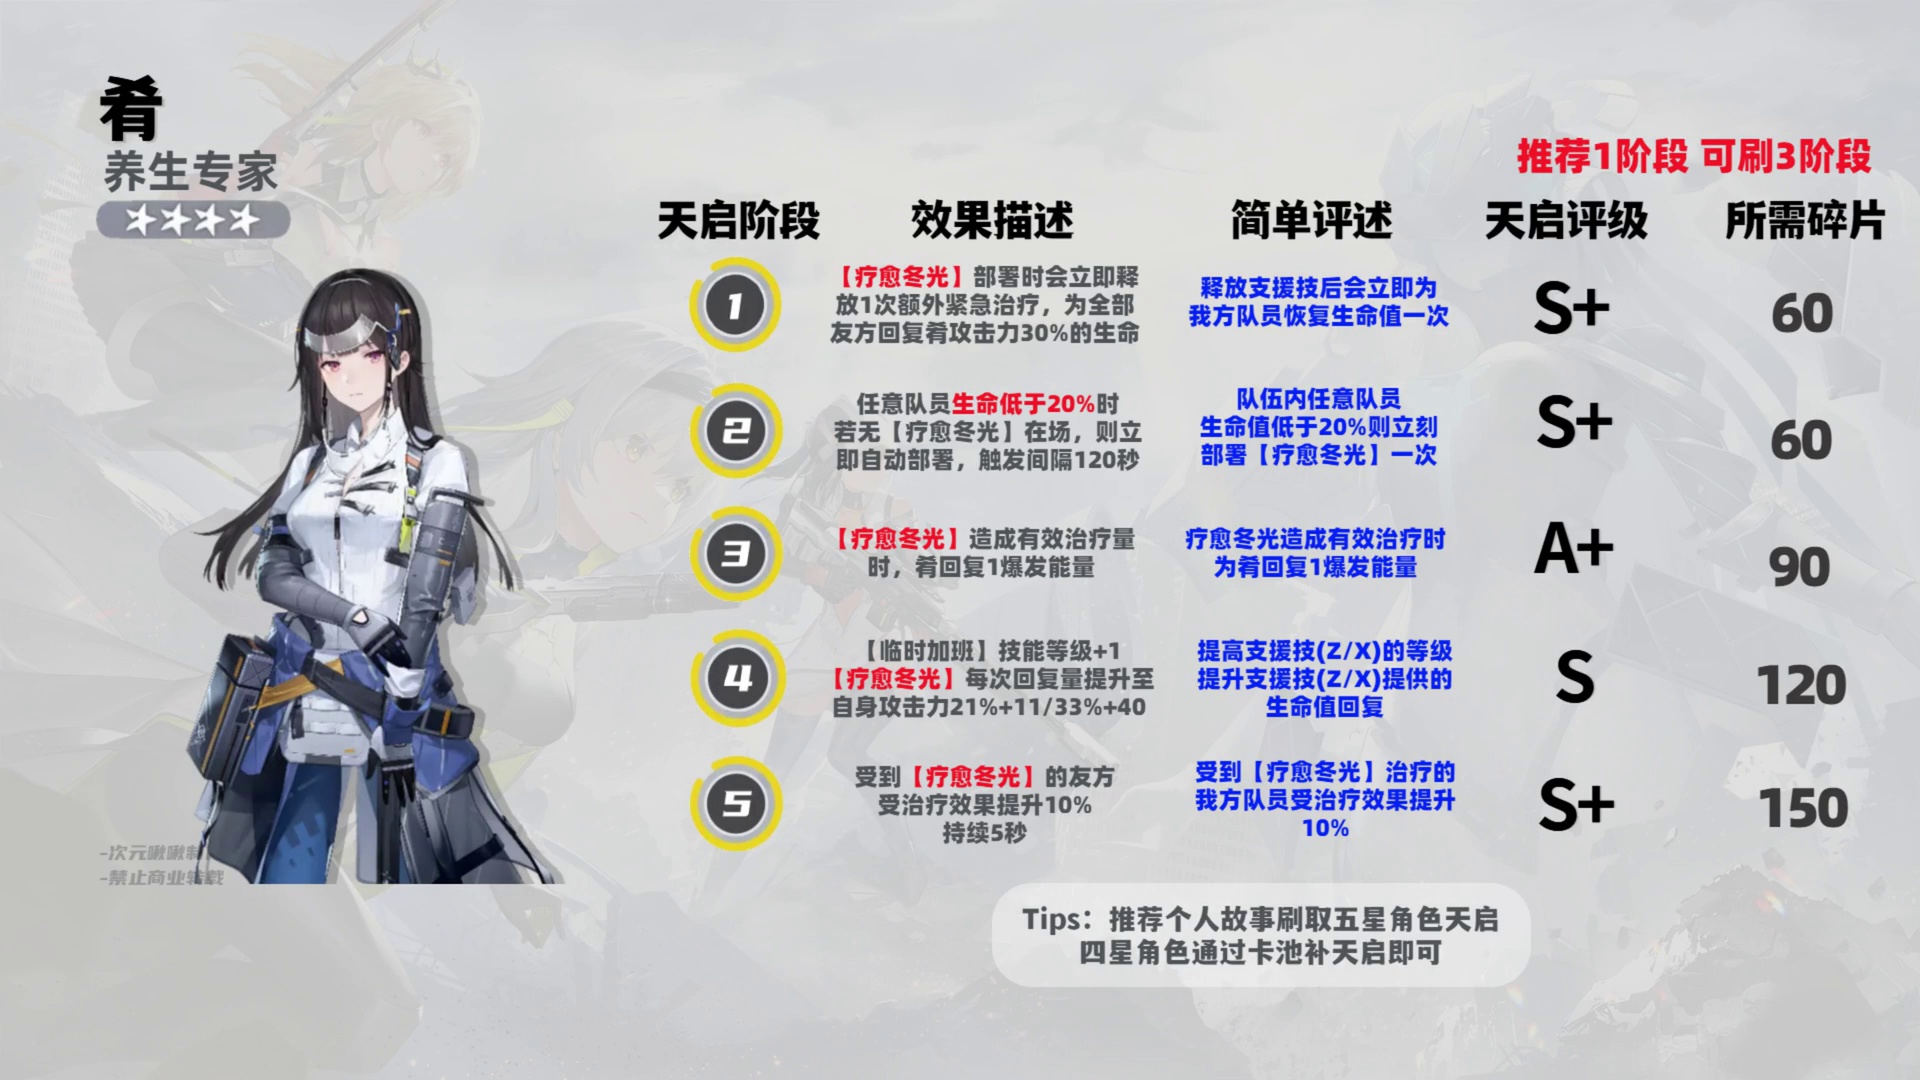 肴
养生专家
推荐1阶段 可刷3阶段
天启阶段 效果描述 简单评述 天启评级 所需碎片
1
【疗愈冬光】部署时会立即释
放1次额外紧急治疗，为全部
友方回复肴攻击力30%的生命
释放支援技后会立即为
我方队员恢复生命值一次
S+
60
2
任意队员生命低于20%时
若无【疗愈冬光】在场，则立
即自动部署，触发间隔120秒
队伍内任意队员
生命值低于20%则立刻
部署【疗愈冬光】一次
S+
60
3
【疗愈冬光】造成有效治疗量
时，肴回复1爆发能量
疗愈冬光造成有效治疗时
为肴回复1爆发能量
A+
90
4
【临时加班】技能等级+1
【疗愈冬光】每次回复量提升至
自身攻击力21%+11/33%+40
提高支援技(Z/X)的等级
提升支援技(Z/X)提供的
生命值回复
S
120
5
受到【疗愈冬光】的友方
受治疗效果提升10%
持续5秒
受到【疗愈冬光】治疗的
我方队员受治疗效果提升
10%
S+
150
-次元啾啾制
-禁止商业转载
Tips：推荐个人故事刷取五星角色天启
四星角色通过卡池补天启即可